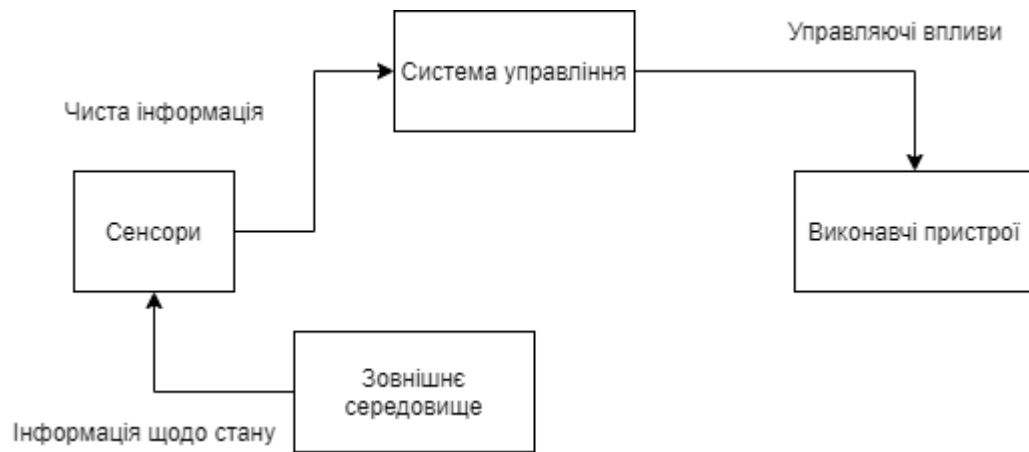 Управляючі впливи
Система управління
Чиста інформація
Сенсори
Виконавчі пристрої
Зовнішнє
середовище
Інформація щодо стану